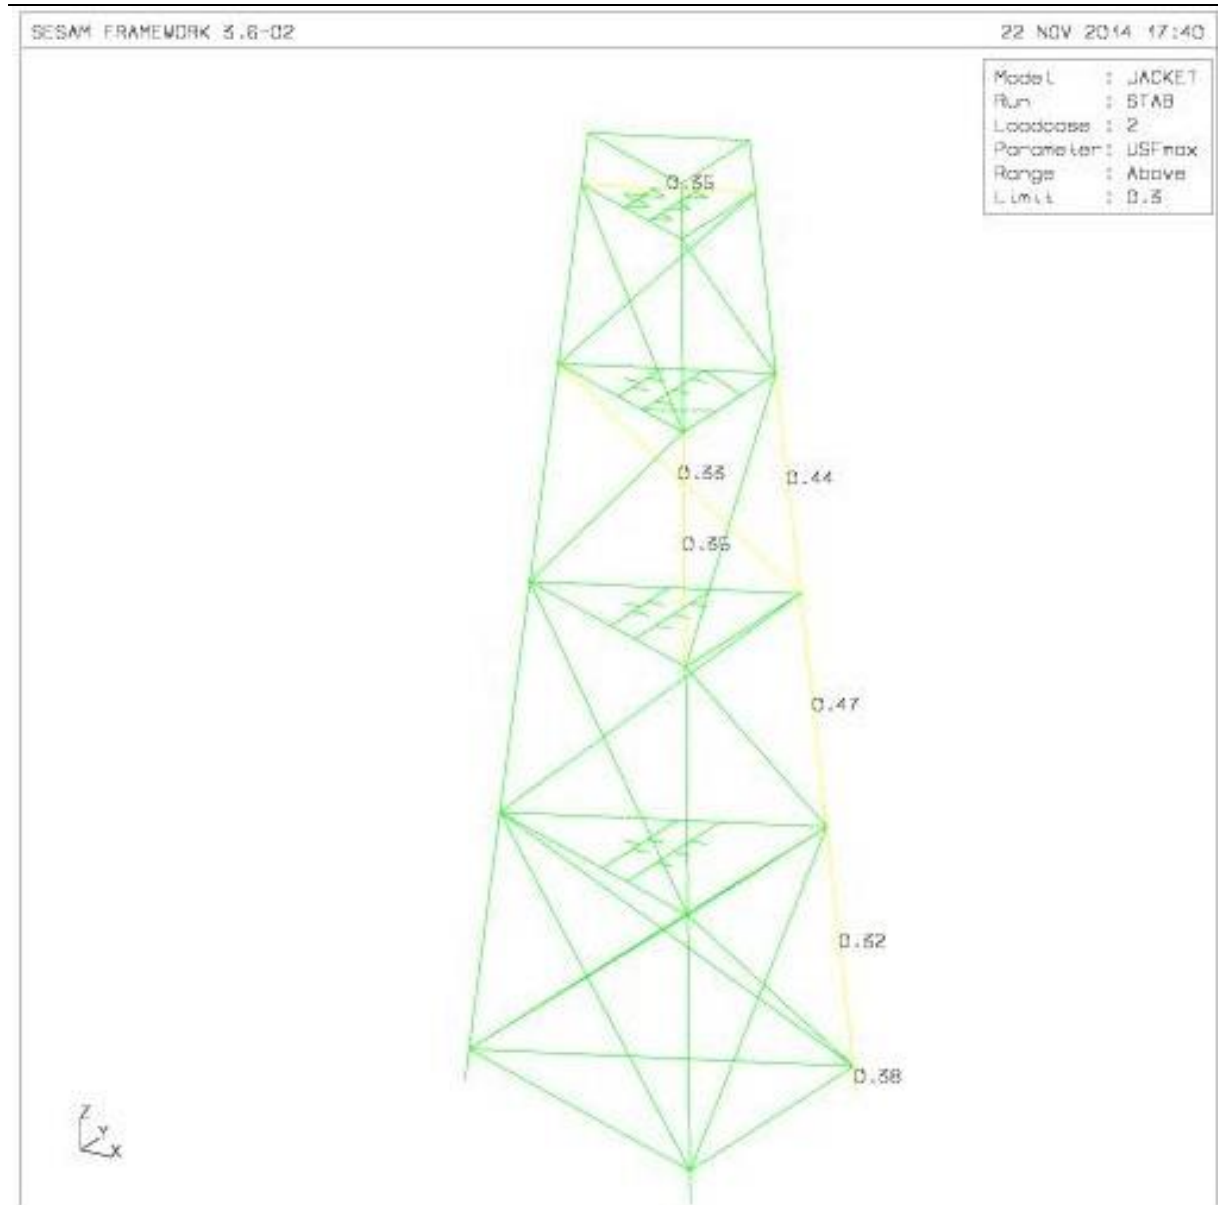 SESAM FRAMEWORK 3.6-02
22 NOV 2014 17:40
Model : JACKET
Run : STAB
Loadcase : 2
Parameter: USFmax
Range : Above
Limit : 0.3
0.35
0.33
0.44
0.35
0.47
0.32
0.38
Z
Y
X